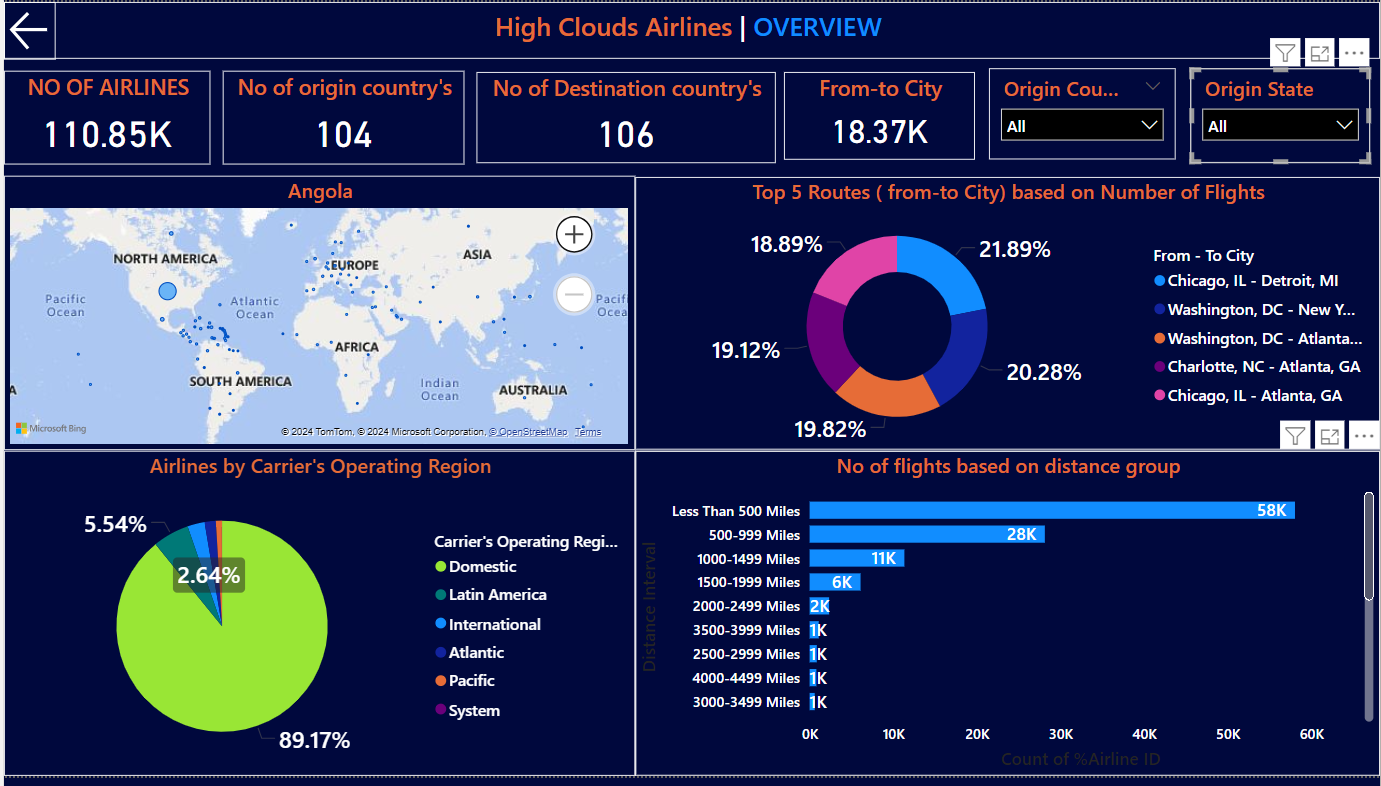 High Clouds Airlines | OVERVIEW
NO OF AIRLINES
110.85K
No of origin country's
104
No of Destination country's
106
From-to City
18.37K
Origin Cou...
All
Origin State
All
Angola
NORTH AMERICA
EUROPE
ASIA
Pacific
Ocean
Atlantic
Ocean
Pacifi
Ocean
AFRICA
SOUTH AMERICA
Indian
Ocean
AUSTRALIA
A
Microsoft Bing
© 2024 TomTom, © 2024 Microsoft Corporation, © OpenStreetMap Terms
Top 5 Routes ( from-to City) based on Number of Flights
18.89%
21.89%
19.12%
20.28%
19.82%
From - To City
Chicago, IL - Detroit, MI
Washington, DC - New Y...
Washington, DC - Atlanta...
Charlotte, NC - Atlanta, GA
Chicago, IL - Atlanta, GA
Airlines by Carrier's Operating Region
5.54%
2.64%
89.17%
Carrier's Operating Regi...
Domestic
Latin America
International
Atlantic
Pacific
System
No of flights based on distance group
Distance Interval
Less Than 500 Miles 58K
500-999 Miles 28K
1000-1499 Miles 11K
1500-1999 Miles 6K
2000-2499 Miles 2K
3500-3999 Miles 1K
2500-2999 Miles 1K
4000-4499 Miles 1K
3000-3499 Miles 1K
0K 10K 20K 30K 40K 50K 60K
Count of %Airline ID